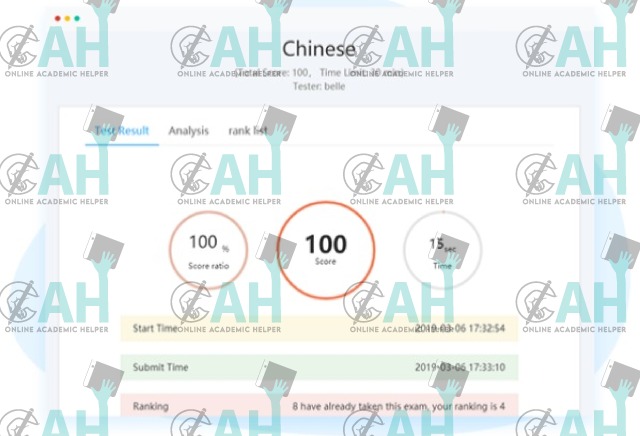 Chinese
(Total Score: 100, Time Limit: 10 min)
Tester: belle
Test Result
Analysis
rank list
100 %
Score ratio
100
Score
15 sec
Time
Start Time
2019-03-06 17:32:54
Submit Time
2019-03-06 17:33:10
Ranking
8 have already taken this exam, your ranking is 4
CAH
ONLINE ACADEMIC HELPER